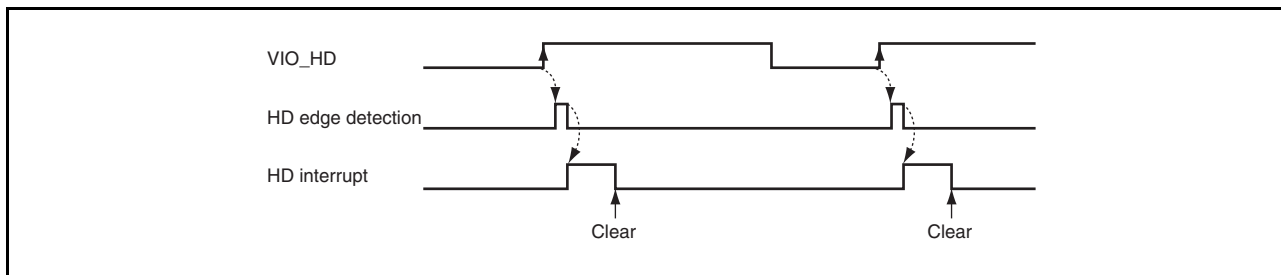 VIO_HD
HD edge detection
HD interrupt
Clear
Clear